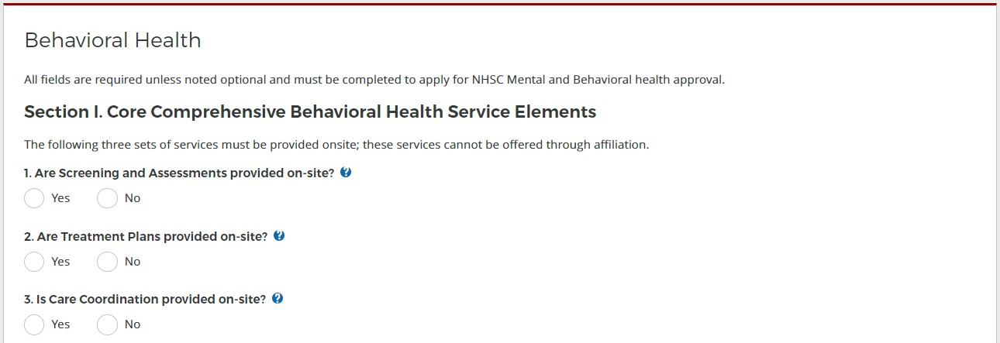 Behavioral Health
All fields are required unless noted optional and must be completed to apply for NHSC Mental and Behavioral health approval.
Section I. Core Comprehensive Behavioral Health Service Elements
The following three sets of services must be provided onsite; these services cannot be offered through affiliation.
1. Are Screening and Assessments provided on-site? ?
Yes No
2. Are Treatment Plans provided on-site? ?
Yes No
3. Is Care Coordination provided on-site? ?
Yes No